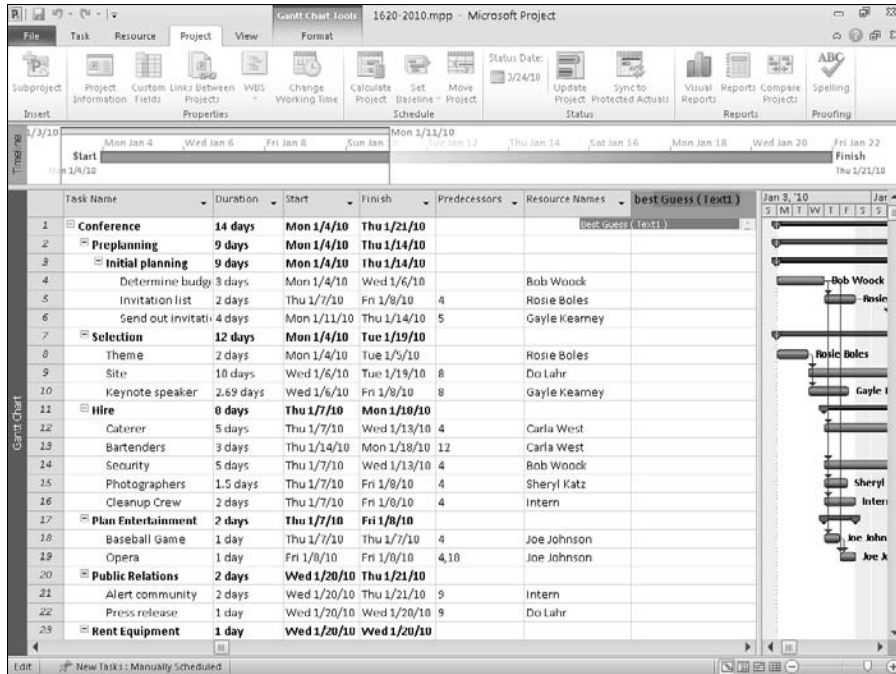 Gantt Chart Tools 1620-2010.mpp - Microsoft Project
File Task Resource Project View Format
Subproject Project Information Custom Fields Links Between Projects WBS Change Working Time Calculate Project Set Baseline Move Project Status Date: 3/24/10 Update Project Sync to Protected Actuals Visual Reports Reports Compare Projects ABC Spelling
Insert Properties Schedule Status Reports Proofing
Timeline
1/3/10 Mon 1/11/10
Mon Jan 4 Wed Jan 6 Fri Jan 8 Sun Jan Tue Jan 12 Thu Jan 14 Sat Jan 16 Mon Jan 18 Wed Jan 20 Fri Jan 22
Start Finish
Mon 1/4/10 Thu 1/21/10
Gantt Chart
Task Name Duration Start Finish Predecessors Resource Names best Guess ( Text1 ) Jan 3, '10 Jan
S M T W T F S S
1 Conference 14 days Mon 1/4/10 Thu 1/21/10 Best Guess ( Text1 )
2 Preplanning 9 days Mon 1/4/10 Thu 1/14/10
3 Initial planning 9 days Mon 1/4/10 Thu 1/14/10
4 Determine budg 3 days Mon 1/4/10 Wed 1/6/10 Bob Woock Bob Woock
5 Invitation list 2 days Thu 1/7/10 Fri 1/8/10 4 Rosie Boles Rosie
6 Send out invitati 4 days Mon 1/11/10 Thu 1/14/10 5 Gayle Kearney
7 Selection 12 days Mon 1/4/10 Tue 1/19/10
8 Theme 2 days Mon 1/4/10 Tue 1/5/10 Rosie Boles Rosie Boles
9 Site 10 days Wed 1/6/10 Tue 1/19/10 8 Do Lahr
10 Keynote speaker 2.69 days Wed 1/6/10 Fri 1/8/10 8 Gayle Kearney Gayle
11 Hire 8 days Thu 1/7/10 Mon 1/18/10
12 Caterer 5 days Thu 1/7/10 Wed 1/13/10 4 Carla West
13 Bartenders 3 days Thu 1/14/10 Mon 1/18/10 12 Carla West
14 Security 5 days Thu 1/7/10 Wed 1/13/10 4 Bob Woock
15 Photographers 1.5 days Thu 1/7/10 Fri 1/8/10 4 Sheryl Katz Sheryl
16 Cleanup Crew 2 days Thu 1/7/10 Fri 1/8/10 4 Intern Inter
17 Plan Entertainment 2 days Thu 1/7/10 Fri 1/8/10
18 Baseball Game 1 day Thu 1/7/10 Thu 1/7/10 4 Joe Johnson Joe John
19 Opera 1 day Fri 1/8/10 Fri 1/8/10 4,18 Joe Johnson Joe J
20 Public Relations 2 days Wed 1/20/10 Thu 1/21/10
21 Alert community 2 days Wed 1/20/10 Thu 1/21/10 9 Intern
22 Press release 1 day Wed 1/20/10 Wed 1/20/10 9 Do Lahr
23 Rent Equipment 1 day Wed 1/20/10 Wed 1/20/10
Edit New Tasks : Manually Scheduled